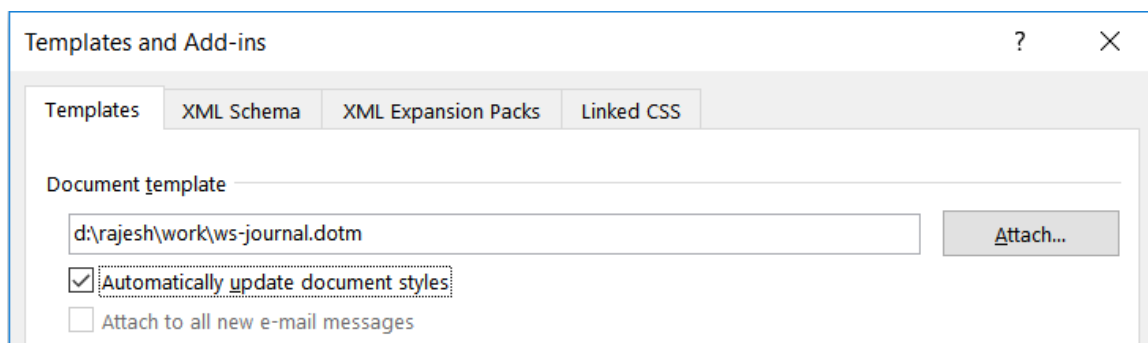 Templates and Add-ins ?
Templates XML Schema XML Expansion Packs Linked CSS
Document template
d:\rajesh\work\ws-journal.dotm Attach...
Automatically update document styles
Attach to all new e-mail messages